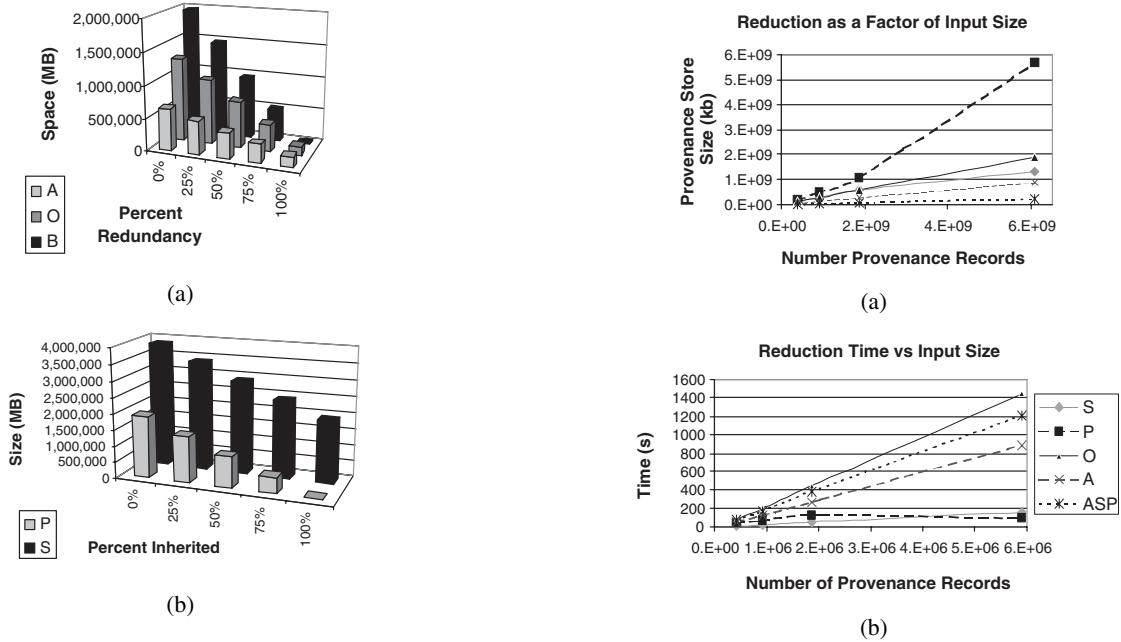 2,000,000
1,500,000
1,000,000
500,000
0
Space (MB)
0%
25%
50%
75%
100%
A
O
B
Percent
Redundancy
(a)
4,000,000
3,500,000
3,000,000
2,500,000
2,000,000
1,500,000
1,000,000
500,000
0
Size (MB)
0%
25%
50%
75%
100%
P
S
Percent Inherited
(b)
Reduction as a Factor of Input Size
6.E+09
6.E+09
5.E+09
4.E+09
3.E+09
2.E+09
1.E+09
0.E+00
Provenance Store
Size (kb)
0.E+00 2.E+09 4.E+09 6.E+09
Number Provenance Records
(a)
Reduction Time vs Input Size
1600
1400
1200
1000
800
600
400
200
0
Time (s)
0.E+00 1.E+06 2.E+06 3.E+06 4.E+06 5.E+06 6.E+06
S
P
O
A
ASP
Number of Provenance Records
(b)